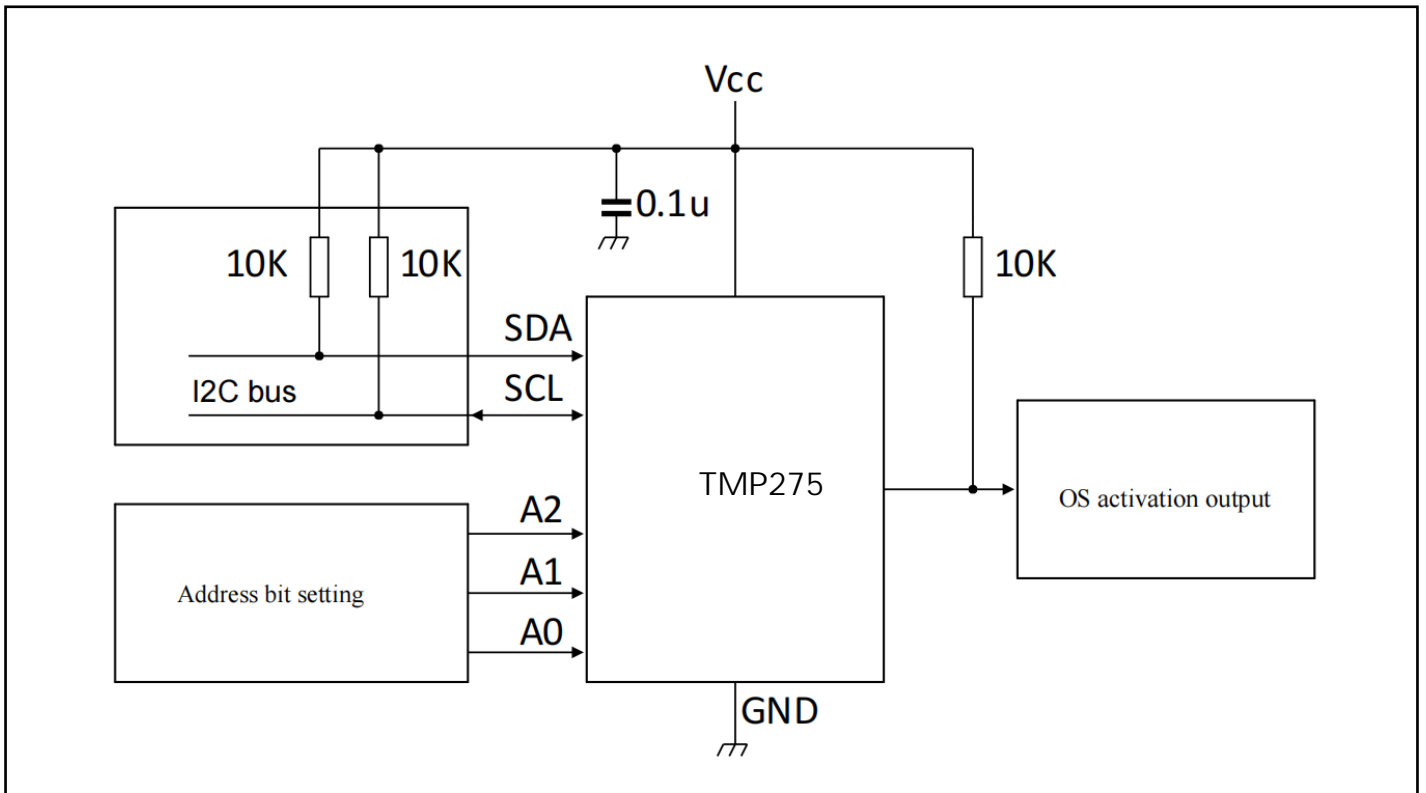 Vcc
0.1u
10K
10K
10K
SDA
I2C bus
SCL
TMP275
OS activation output
A2
Address bit setting
A1
A0
GND